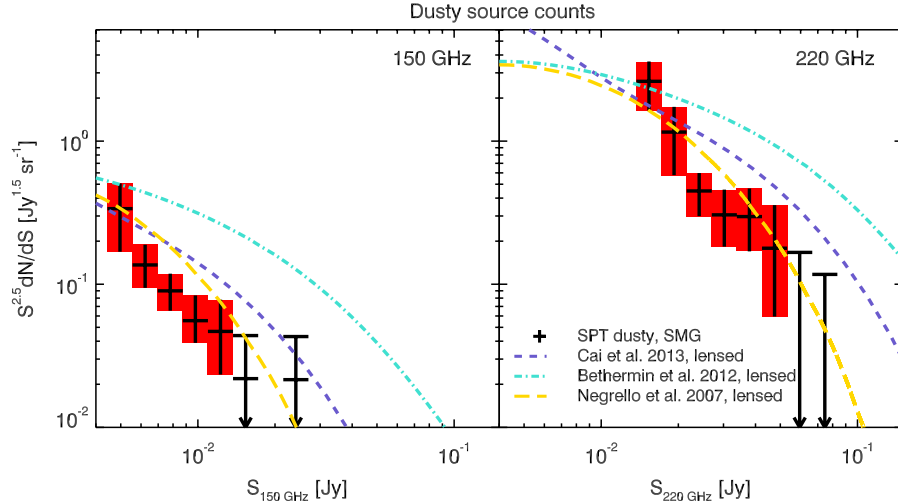 Dusty source counts
150 GHz
220 GHz
S^2.5 dN/dS [Jy^1.5 sr^-1]
10^0
10^-1
10^-2
10^-2
10^-1
10^-2
10^-1
SPT dusty, SMG
Cai et al. 2013, lensed
Bethermin et al. 2012, lensed
Negrello et al. 2007, lensed
S_150 GHz [Jy]
S_220 GHz [Jy]